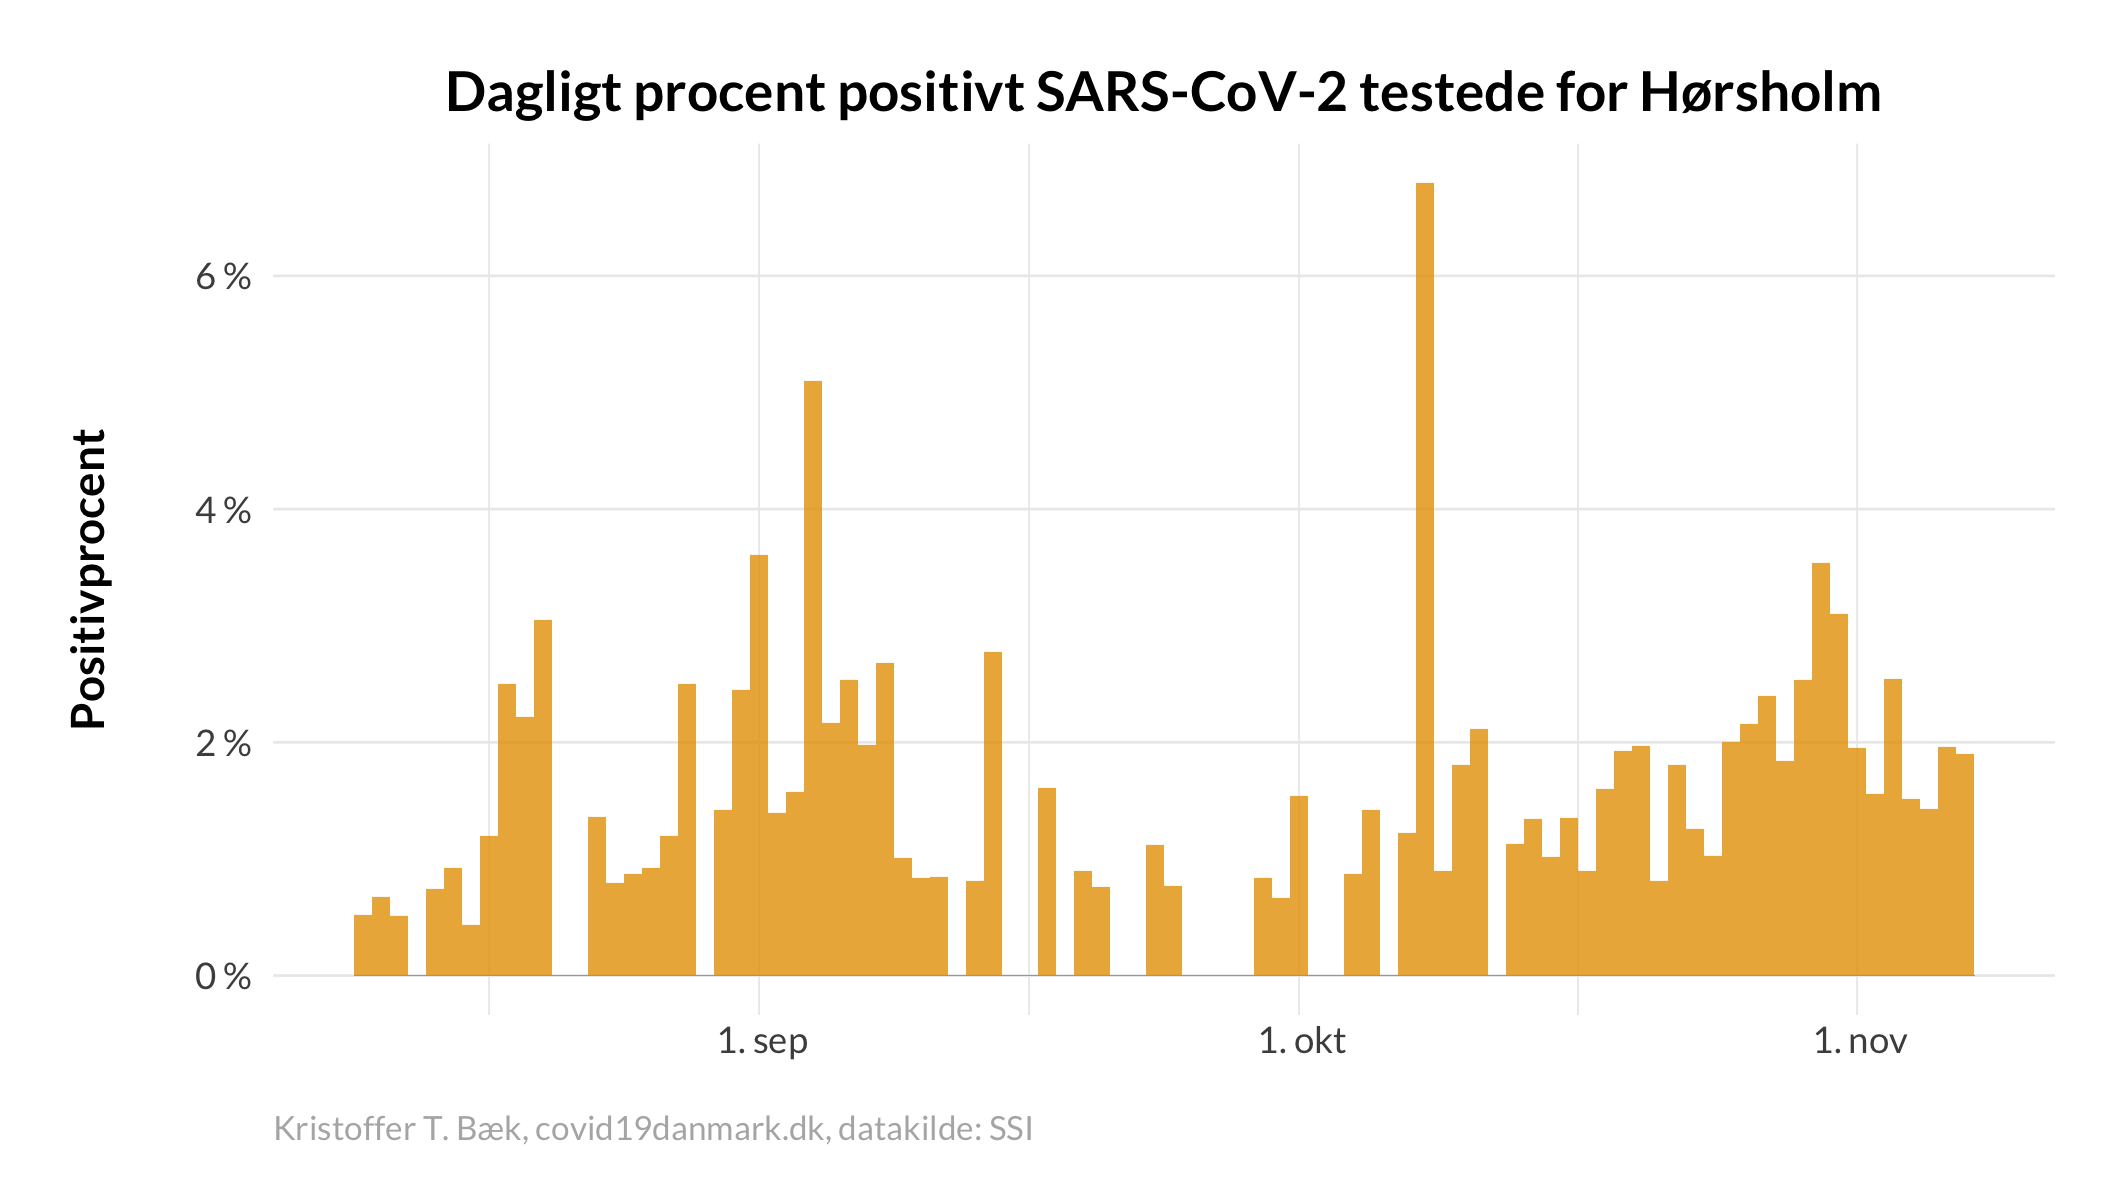 Dagligt procent positivt SARS-CoV-2 testede for Hørsholm
Positivprocent
6 %
4 %
2 %
0 %
1. sep
1. okt
1. nov
Kristoffer T. Bæk, covid19danmark.dk, datakilde: SSI